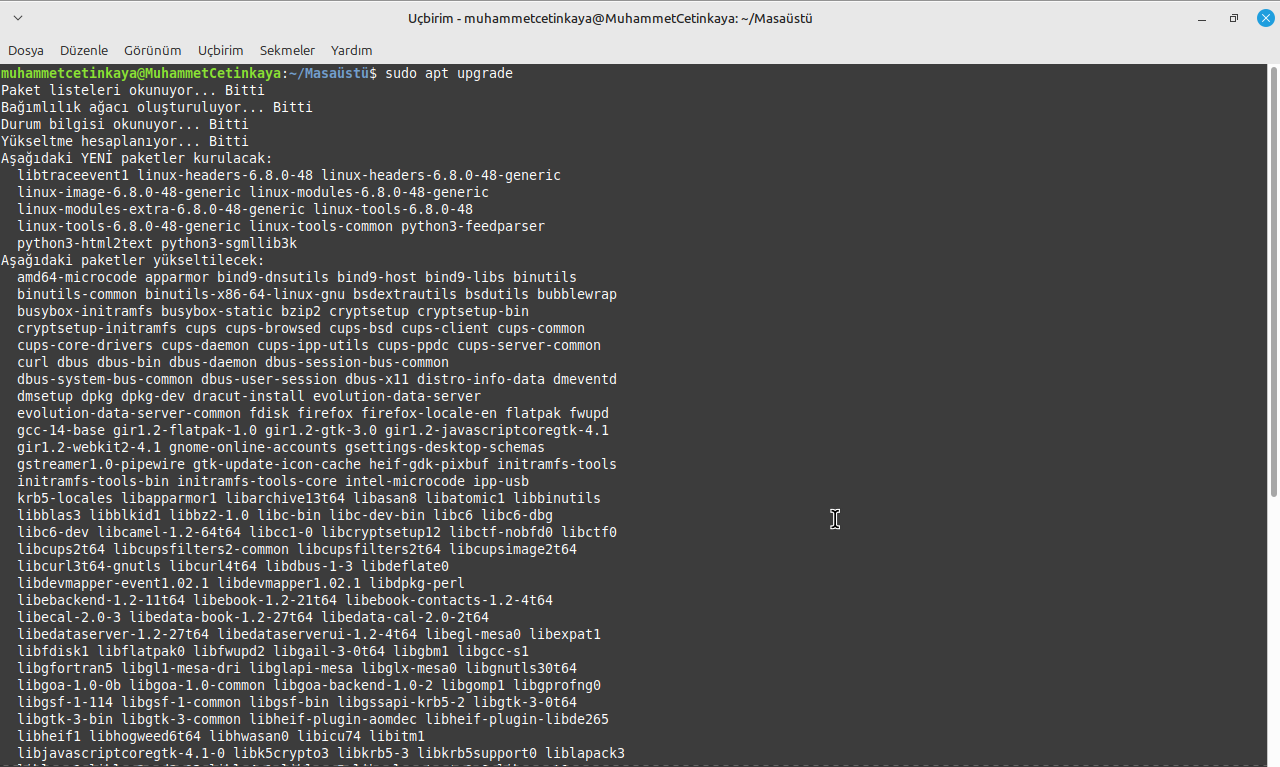 Uçbirim - muhammetcetinkaya@MuhammetCetinkaya: ~/Masaüstü
Dosya Düzenle Görünüm Uçbirim Sekmeler Yardım
muhammetcetinkaya@MuhammetCetinkaya:~/Masaüstü$ sudo apt upgrade
Paket listeleri okunuyor... Bitti
Bağımlılık ağacı oluşturuluyor... Bitti
Durum bilgisi okunuyor... Bitti
Yükseltme hesaplanıyor... Bitti
Aşağıdaki YENİ paketler kurulacak:
  libtraceevent1 linux-headers-6.8.0-48 linux-headers-6.8.0-48-generic
  linux-image-6.8.0-48-generic linux-modules-6.8.0-48-generic
  linux-modules-extra-6.8.0-48-generic linux-tools-6.8.0-48
  linux-tools-6.8.0-48-generic linux-tools-common python3-feedparser
  python3-html2text python3-sgmllib3k
Aşağıdaki paketler yükseltilecek:
  amd64-microcode apparmor bind9-dnsutils bind9-host bind9-libs binutils
  binutils-common binutils-x86-64-linux-gnu bsdextrautils bsdutils bubblewrap
  busybox-initramfs busybox-static bzip2 cryptsetup cryptsetup-bin
  cryptsetup-initramfs cups cups-browsed cups-bsd cups-client cups-common
  cups-core-drivers cups-daemon cups-ipp-utils cups-ppdc cups-server-common
  curl dbus dbus-bin dbus-daemon dbus-session-bus-common
  dbus-system-bus-common dbus-user-session dbus-x11 distro-info-data dmeventd
  dmsetup dpkg dpkg-dev dracut-install evolution-data-server
  evolution-data-server-common fdisk firefox firefox-locale-en flatpak fwupd
  gcc-14-base gir1.2-flatpak-1.0 gir1.2-gtk-3.0 gir1.2-javascriptcoregtk-4.1
  gir1.2-webkit2-4.1 gnome-online-accounts gsettings-desktop-schemas
  gstreamer1.0-pipewire gtk-update-icon-cache heif-gdk-pixbuf initramfs-tools
  initramfs-tools-bin initramfs-tools-core intel-microcode ipp-usb
  krb5-locales libapparmor1 libarchive13t64 libasan8 libatomic1 libbinutils
  libblas3 libblkid1 libbz2-1.0 libc-bin libc-dev-bin libc6 libc6-dbg
  libc6-dev libcamel-1.2-64t64 libcc1-0 libcryptsetup12 libctf-nobfd0 libctf0
  libcups2t64 libcupsfilters2-common libcupsfilters2t64 libcupsimage2t64
  libcurl3t64-gnutls libcurl4t64 libdbus-1-3 libdeflate0
  libdevmapper-event1.02.1 libdevmapper1.02.1 libdpkg-perl
  libebackend-1.2-11t64 libebook-1.2-21t64 libebook-contacts-1.2-4t64
  libecal-2.0-3 libedata-book-1.2-27t64 libedata-cal-2.0-2t64
  libedataserver-1.2-27t64 libedataserverui-1.2-4t64 libegl-mesa0 libexpat1
  libfdisk1 libflatpak0 libfwupd2 libgail-3-0t64 libgbm1 libgcc-s1
  libgfortran5 libgl1-mesa-dri libglapi-mesa libglx-mesa0 libgnutls30t64
  libgoa-1.0-0b libgoa-1.0-common libgoa-backend-1.0-2 libgomp1 libgprofng0
  libgsf-1-114 libgsf-1-common libgsf-bin libgssapi-krb5-2 libgtk-3-0t64
  libgtk-3-bin libgtk-3-common libheif-plugin-aomdec libheif-plugin-libde265
  libheif1 libhogweed6t64 libhwasan0 libicu74 libitm1
  libjavascriptcoregtk-4.1-0 libk5crypto3 libkrb5-3 libkrb5support0 liblapack3